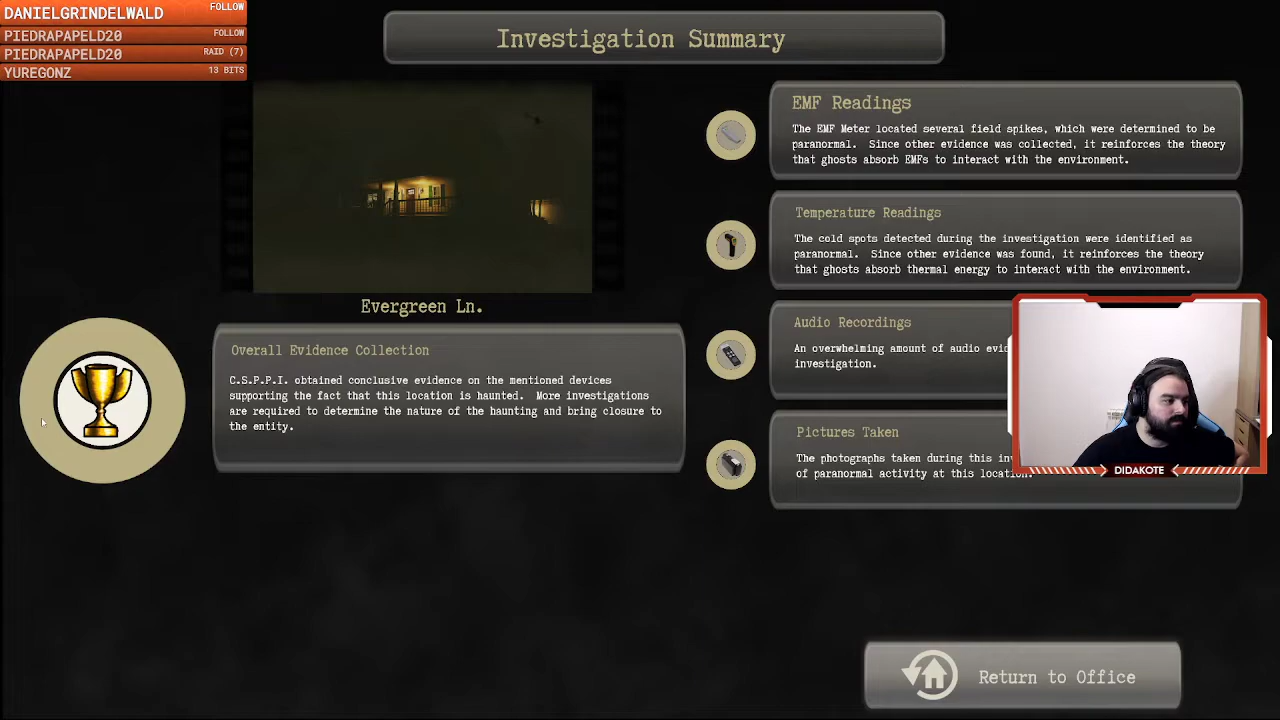 DANIELGRINDELWALD FOLLOW
PIEDRAPAPELD20 FOLLOW
PIEDRAPAPELD20 RAID (7)
YUREGONZ 13 BITS
Investigation Summary
Evergreen Ln.
Overall Evidence Collection
C.S.P.P.I. obtained conclusive evidence on the mentioned devices
supporting the fact that this location is haunted. More investigations
are required to determine the nature of the haunting and bring closure to
the entity.
EMF Readings
The EMF Meter located several field spikes, which were determined to be
paranormal. Since other evidence was collected, it reinforces the theory
that ghosts absorb EMFs to interact with the environment.
Temperature Readings
The cold spots detected during the investigation were identified as
paranormal. Since other evidence was found, it reinforces the theory
that ghosts absorb thermal energy to interact with the environment.
Audio Recordings
An overwhelming amount of audio
investigation.
Pictures Taken
The photographs taken during this
of paranormal activity at this location.
DIDAKOTE
Return to Office